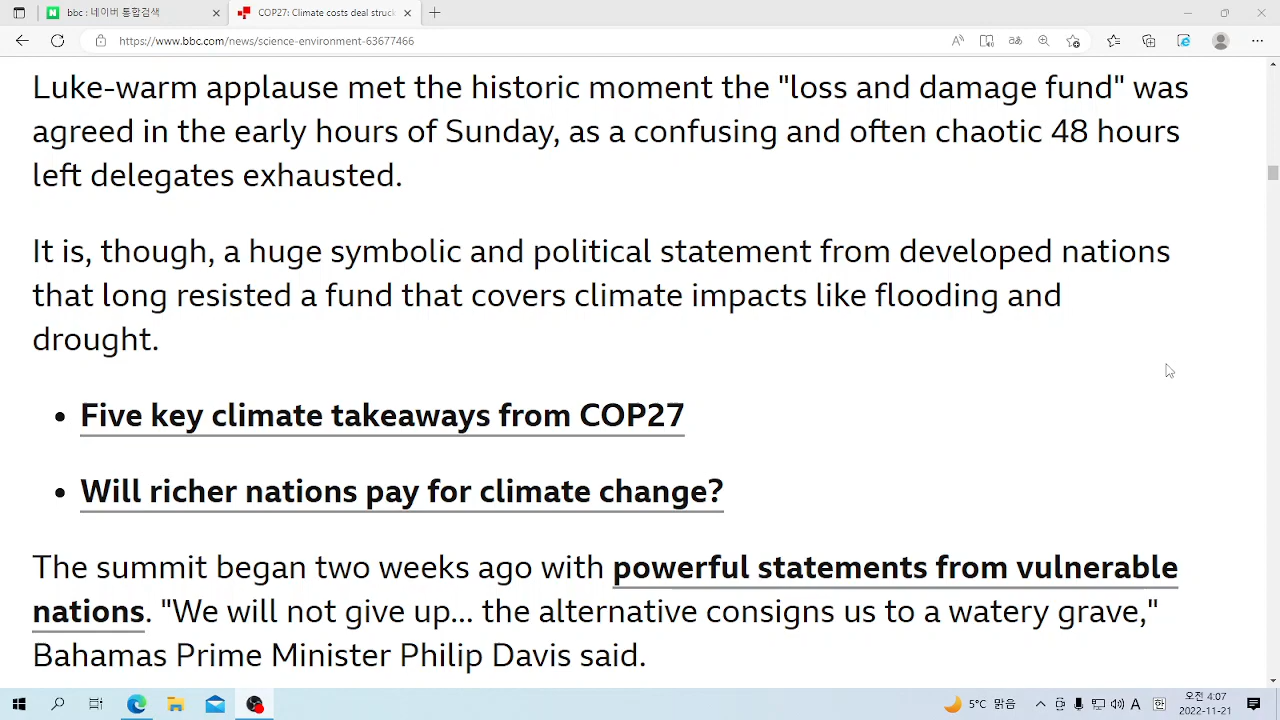 bbc : 네이버 통합검색
COP27: Climate costs deal struck
https://www.bbc.com/news/science-environment-63677466
Luke-warm applause met the historic moment the "loss and damage fund" was
agreed in the early hours of Sunday, as a confusing and often chaotic 48 hours
left delegates exhausted.
It is, though, a huge symbolic and political statement from developed nations
that long resisted a fund that covers climate impacts like flooding and
drought.
• Five key climate takeaways from COP27
• Will richer nations pay for climate change?
The summit began two weeks ago with powerful statements from vulnerable
nations. "We will not give up... the alternative consigns us to a watery grave,"
Bahamas Prime Minister Philip Davis said.
5°C 맑음
A
오전 4:07
2022-11-21